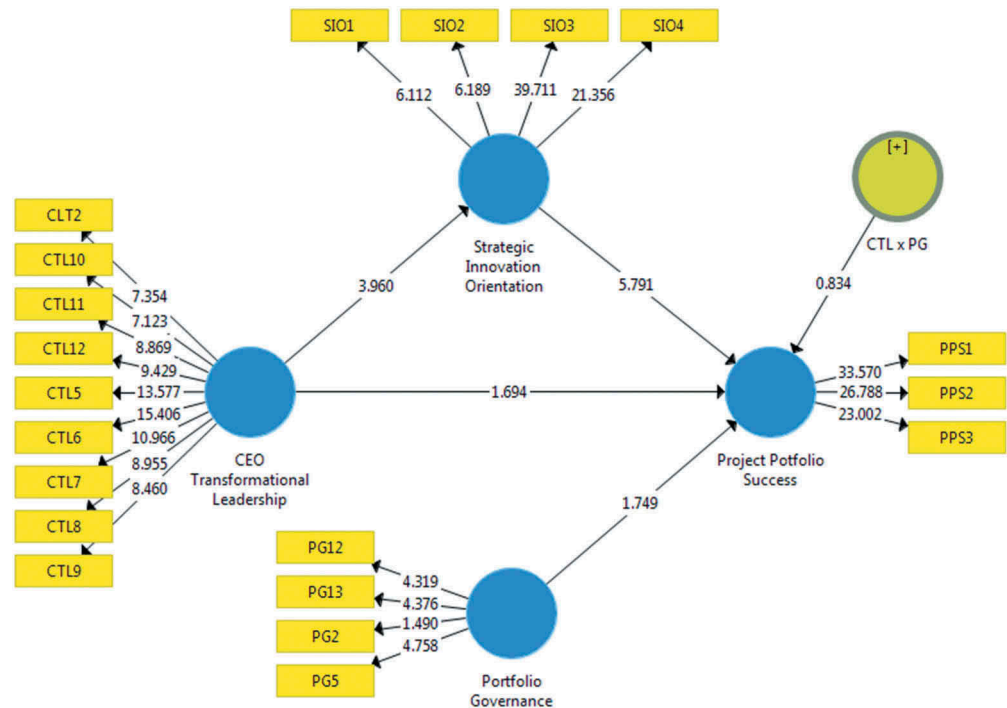 SIO1
SIO2
SIO3
SIO4
6.112
6.189
39.711
21.356
[+]
CTL x PG
CLT2
CTL10
CTL11
CTL12
CTL5
CTL6
CTL7
CTL8
CTL9
7.354
7.123
8.869
9.429
13.577
15.406
10.966
8.955
8.460
Strategic
Innovation
Orientation
3.960
5.791
0.834
1.694
CEO
Transformational
Leadership
33.570
26.788
23.002
PPS1
PPS2
PPS3
Project Potfolio
Success
1.749
PG12
PG13
PG2
PG5
4.319
4.376
1.490
4.758
Portfolio
Governance